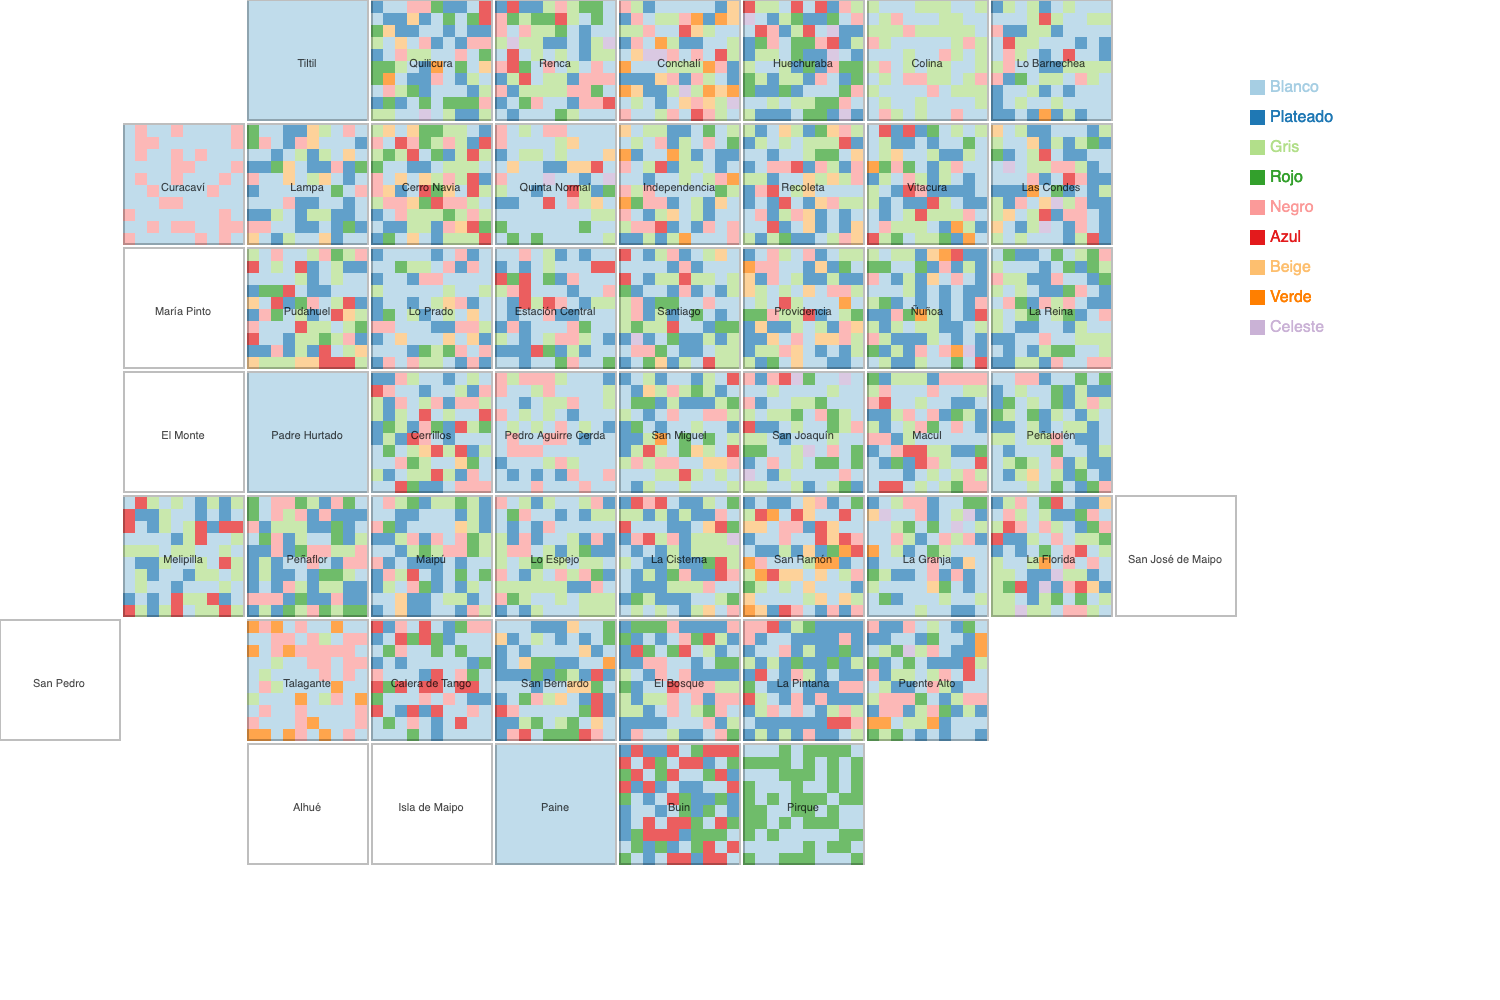 Tiltil
Quilicura
Renca
Conchalí
Huechuraba
Colina
Lo Barnechea
Curacaví
Lampa
Cerro Navia
Quinta Normal
Independencia
Recoleta
Vitacura
Las Condes
María Pinto
Pudahuel
Lo Prado
Estación Central
Santiago
Providencia
Ñuñoa
La Reina
El Monte
Padre Hurtado
Cerrillos
Pedro Aguirre Cerda
San Miguel
San Joaquín
Macul
Peñalolén
Melipilla
Peñaflor
Maipú
Lo Espejo
La Cisterna
San Ramón
La Granja
La Florida
San José de Maipo
San Pedro
Talagante
Calera de Tango
San Bernardo
El Bosque
La Pintana
Puente Alto
Alhué
Isla de Maipo
Paine
Buin
Pirque
Blanco
Plateado
Gris
Rojo
Negro
Azul
Beige
Verde
Celeste